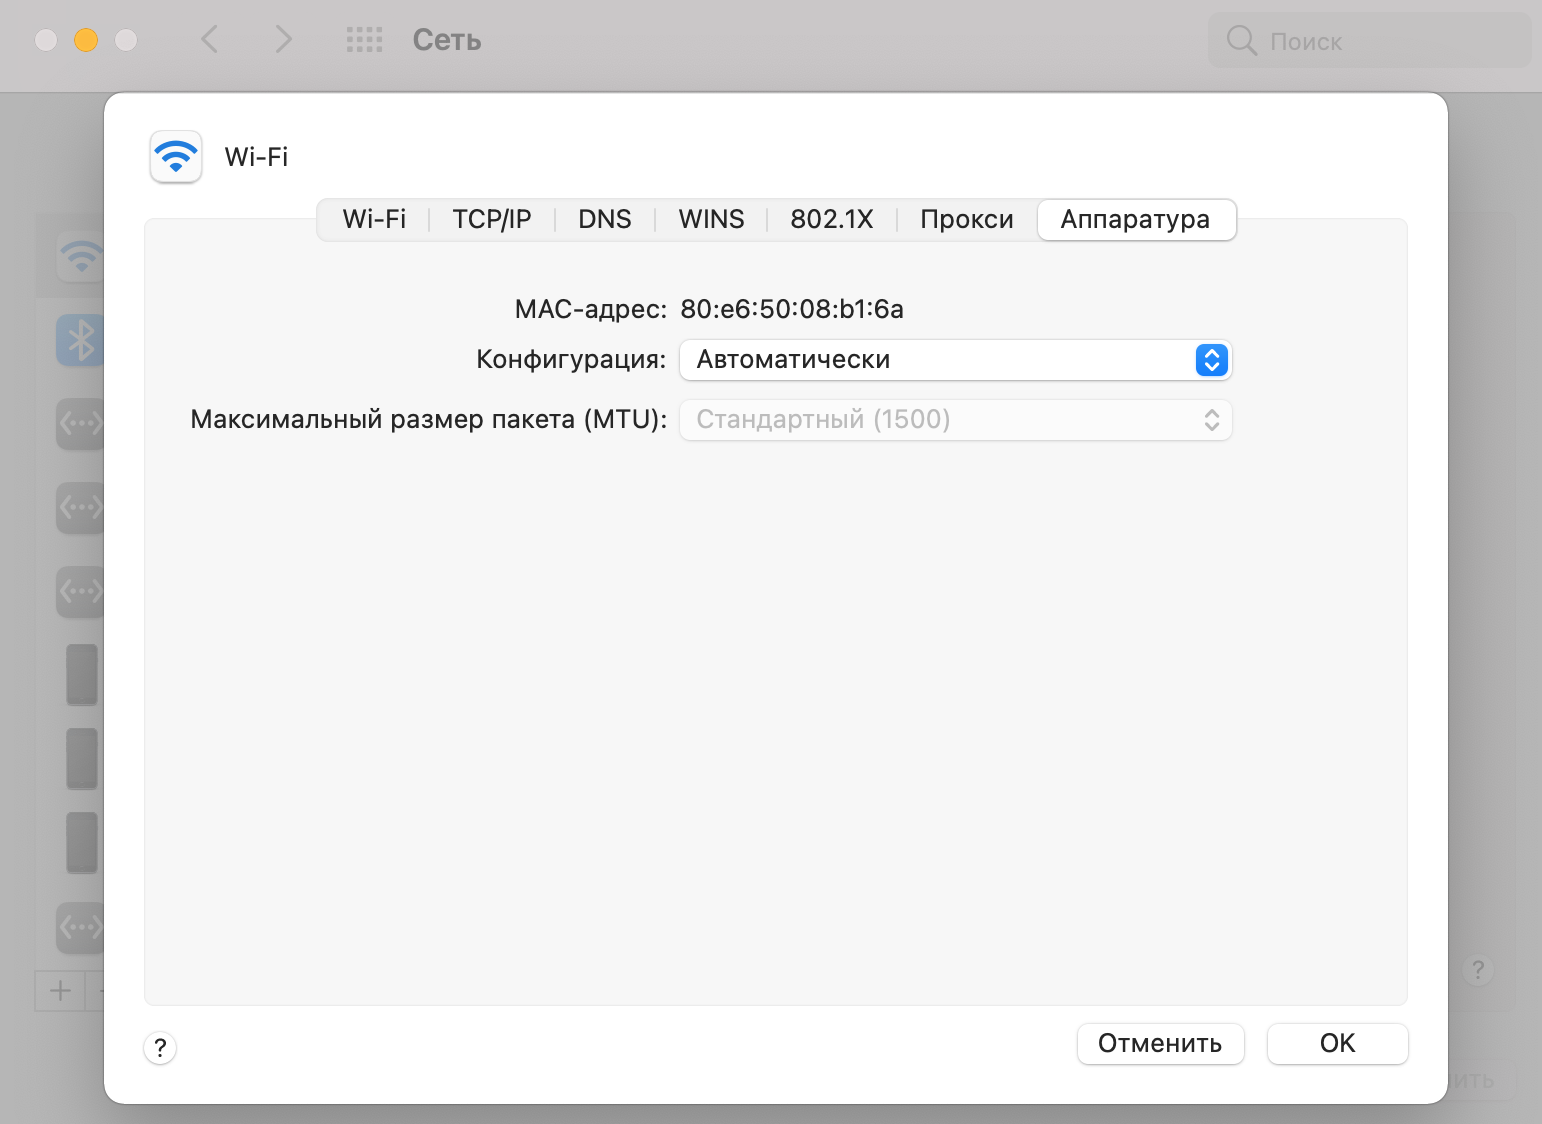 Сеть
Поиск
Wi-Fi
Wi-Fi TCP/IP DNS WINS 802.1X Прокси Аппаратура
MAC-адрес: 80:e6:50:08:b1:6a
Конфигурация: Автоматически
Максимальный размер пакета (MTU): Стандартный (1500)
?
? Отменить OK
ить